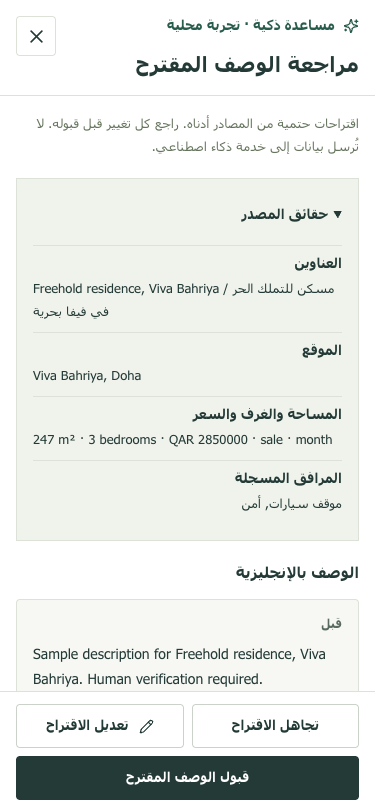 مساعدة ذكية · تجربة محلية
مراجعة الوصف المقترح
اقتراحات حتمية من المصادر أدناه. راجع كل تغيير قبل قبوله. لا
تُرسل بيانات إلى خدمة ذكاء اصطناعي.
▼ حقائق المصدر
العناوين
Freehold residence, Viva Bahriya / مسكن للتملك الحر
في فيفا بحرية
الموقع
Viva Bahriya, Doha
المساحة والغرف والسعر
247 m² · 3 bedrooms · QAR 2850000 · sale · month
المرافق المسجلة
موقف سيارات, أمن
الوصف بالإنجليزية
قبل
Sample description for Freehold residence, Viva
Bahriya. Human verification required.
تجاهل الاقتراح
تعديل الاقتراح
قبول الوصف المقترح